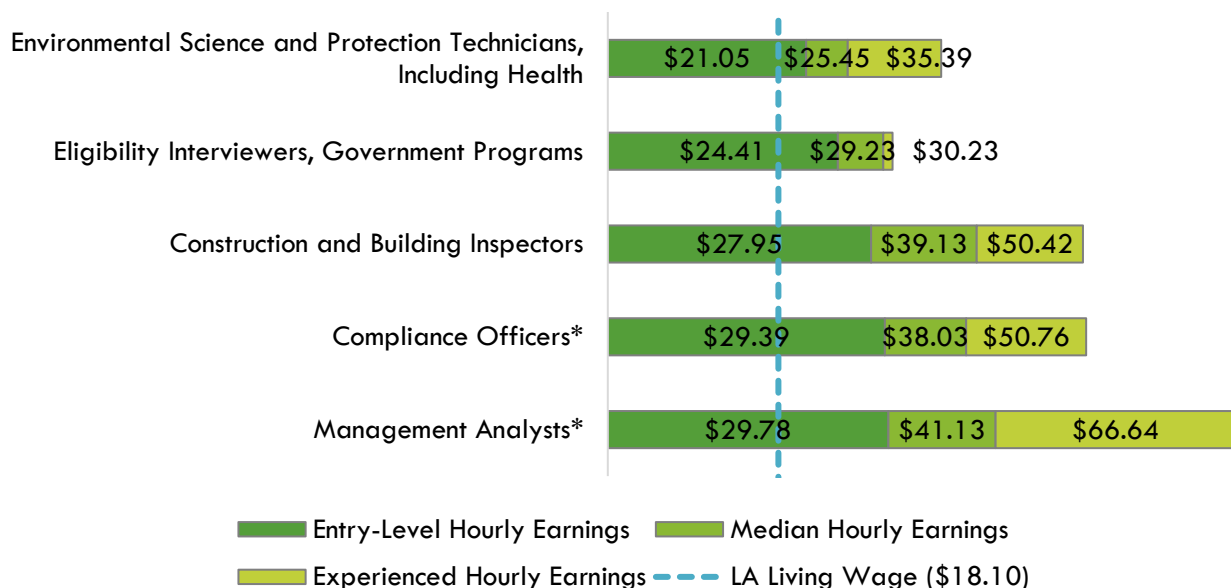 Environmental Science and Protection Technicians,
Including Health
$21.05 $25.45 $35.39
Eligibility Interviewers, Government Programs
$24.41 $29.23 $30.23
Construction and Building Inspectors
$27.95 $39.13 $50.42
Compliance Officers*
$29.39 $38.03 $50.76
Management Analysts*
$29.78 $41.13 $66.64
Entry-Level Hourly Earnings
Median Hourly Earnings
Experienced Hourly Earnings
LA Living Wage ($18.10)